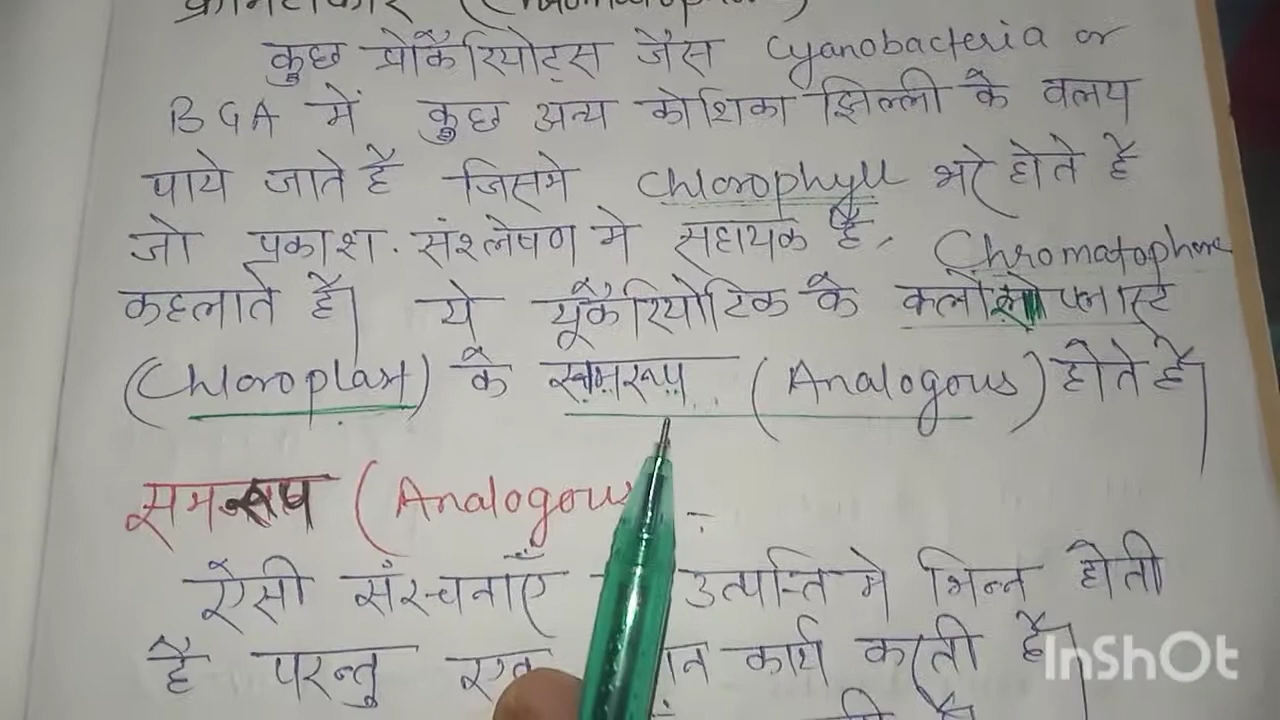 क्रोमेटोफोर (Chromatophore)
कुछ प्रोकैरियोट्स जैसे Cyanobacteria or
BGA में कुछ अन्य कोशिका झिल्ली के वलय
पाये जाते है जिसमे Chlorophyll भरे होते है
जो प्रकाश संश्लेषण मे सहायक है, Chromatophore
कहलाते है। ये यूकैरियोटिक के क्लोरोप्लास्ट
(Chloroplast) के समरूप (Analogous) होते है।
समरूप (Analogous :-
ऐसी संरचनाएँ उत्पत्ति मे भिन्न होती
है परन्तु कार्य करती है।
InShOt